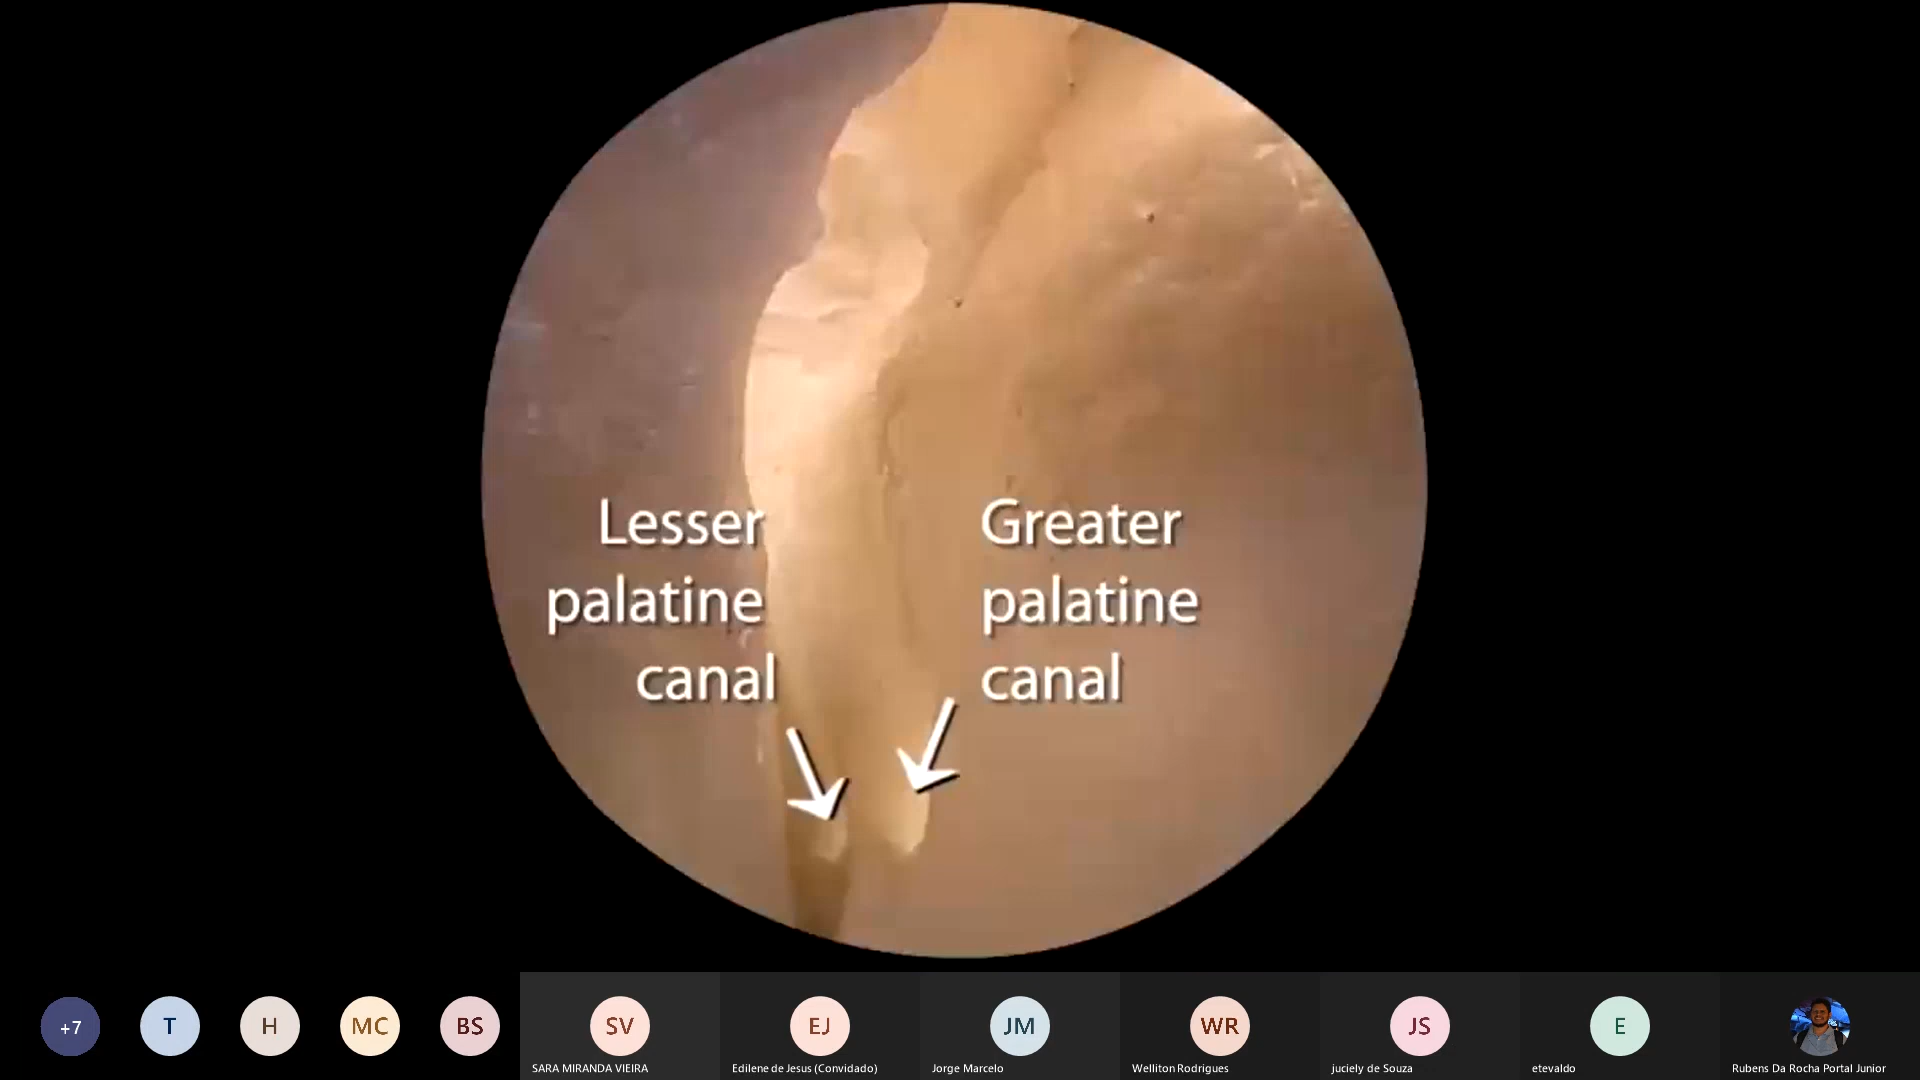 Lesser
palatine
canal
Greater
palatine
canal
+7
T
H
MC
BS
SV
EJ
JM
WR
JS
E
SARA MIRANDA VIEIRA
Edilene de Jesus (Convidado)
Jorge Marcelo
Welliton Rodrigues
juciely de Souza
etevaldo
Rubens Da Rocha Portal Junior